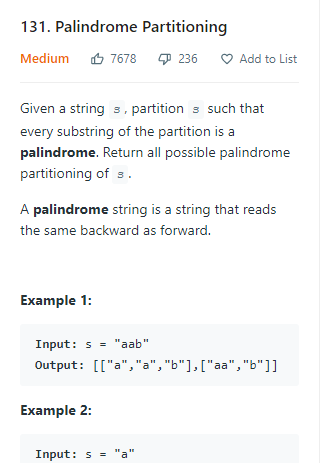 131. Palindrome Partitioning
Medium 7678 236 Add to List
Given a string s, partition s such that
every substring of the partition is a
palindrome. Return all possible palindrome
partitioning of s.
A palindrome string is a string that reads
the same backward as forward.
Example 1:
Input: s = "aab"
Output: [["a","a","b"],["aa","b"]]
Example 2:
Input: s = "a"